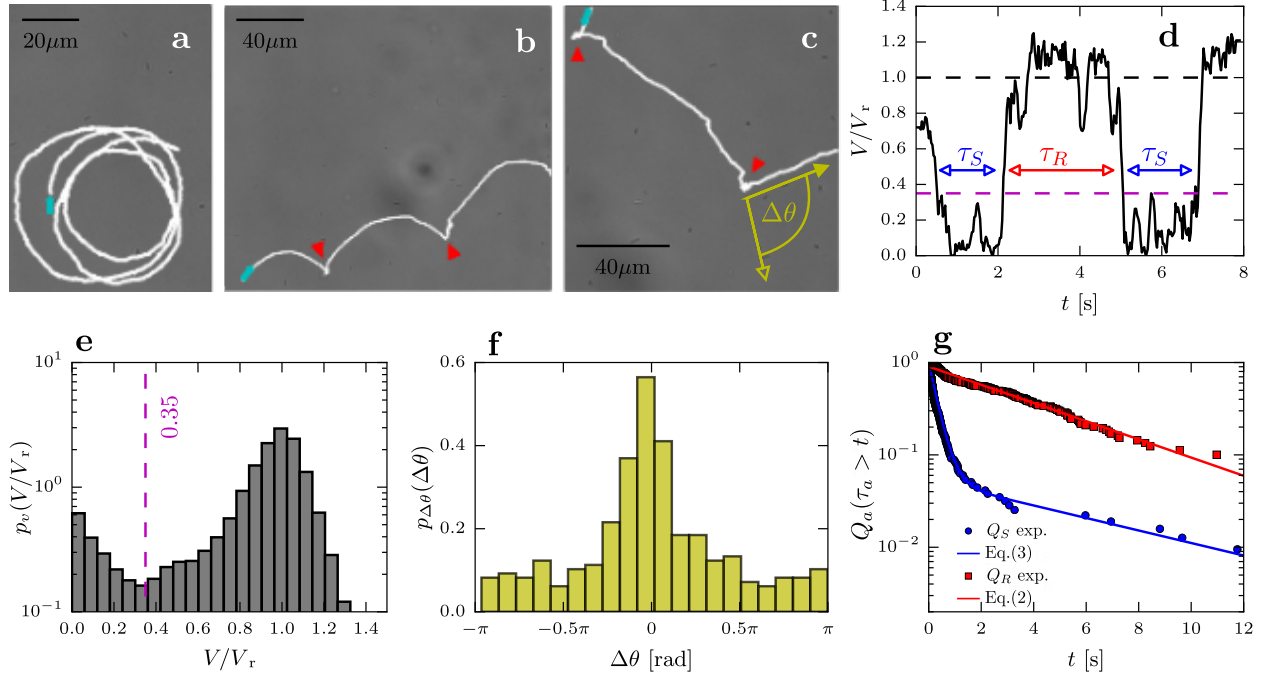 20μm
a
40μm
b
c
40μm
Δθ
d
V/V_r
1.4
1.2
1.0
0.8
0.6
0.4
0.2
0.0
τ_S
τ_R
τ_S
0 2 4 6 8
t [s]
e
p_v(V/V_r)
10^1
10^0
10^−1
0.35
0.0 0.2 0.4 0.6 0.8 1.0 1.2 1.4
V/V_r
f
p_Δθ(Δθ)
0.6
0.4
0.2
0.0
−π −0.5π 0 0.5π π
Δθ [rad]
g
Q_a(τ_a > t)
10^0
10^−1
10^−2
Q_S exp.
Eq.(3)
Q_R exp.
Eq.(2)
0 2 4 6 8 10 12
t [s]